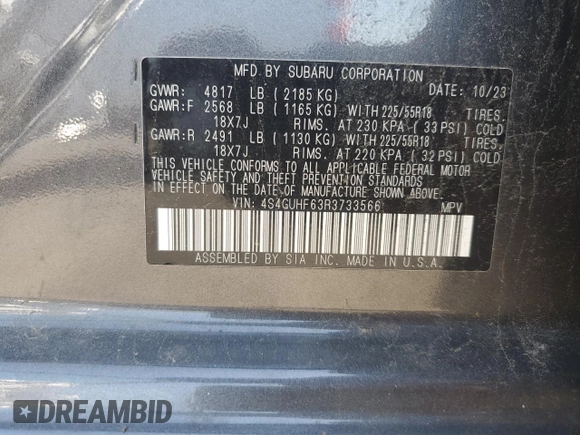 MFD. BY SUBARU CORPORATION
GVWR: 4817 LB ( 2185 KG) DATE: 10/23
GAWR:F 2568 LB ( 1165 KG) WITH 225/55R18 TIRES.
18X7J RIMS. AT 230 KPA ( 33 PSI) COLD
GAWR:R 2491 LB ( 1130 KG) WITH 225/55R18 TIRES.
18X7J RIMS. AT 220 KPA ( 32 PSI) COLD
THIS VEHICLE CONFORMS TO ALL APPLICABLE FEDERAL MOTOR
VEHICLE SAFETY AND THEFT PREVENTION STANDARDS
IN EFFECT ON THE DATE OF MANUFACTURE SHOWN ABOVE.
VIN: 4S4GUHF63R3733566 MPV
ASSEMBLED BY SIA INC. MADE IN U.S.A.
DREAMBID